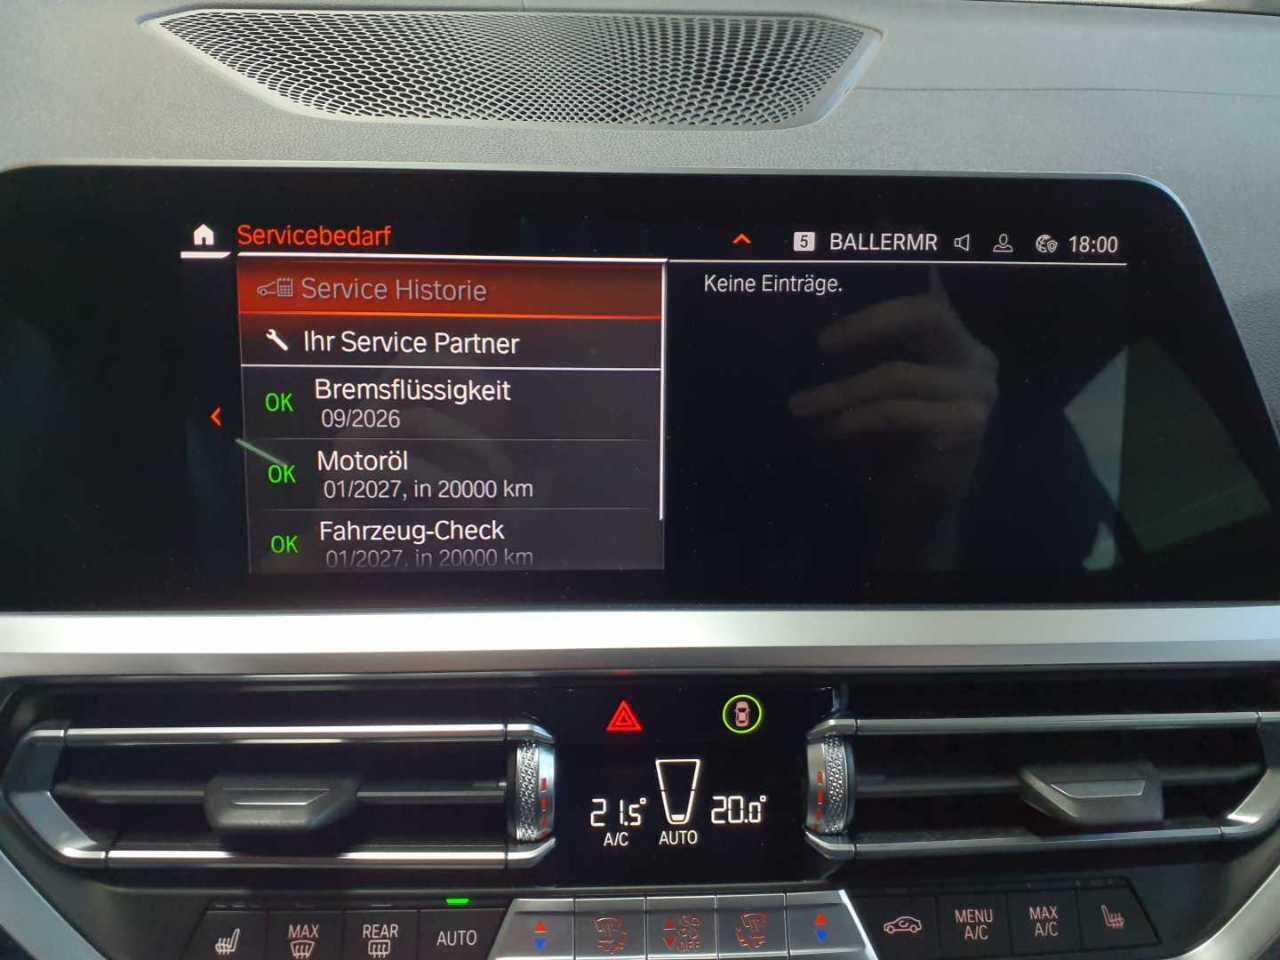 Servicebedarf
5 BALLERMR 18:00
Service Historie
Keine Einträge.
Ihr Service Partner
OK Bremsflüssigkeit
09/2026
OK Motoröl
01/2027, in 20000 km
OK Fahrzeug-Check
01/2027, in 20000 km
21.5° 20.0°
A/C AUTO
MAX
REAR
AUTO
OFF
MENU
A/C
MAX
A/C